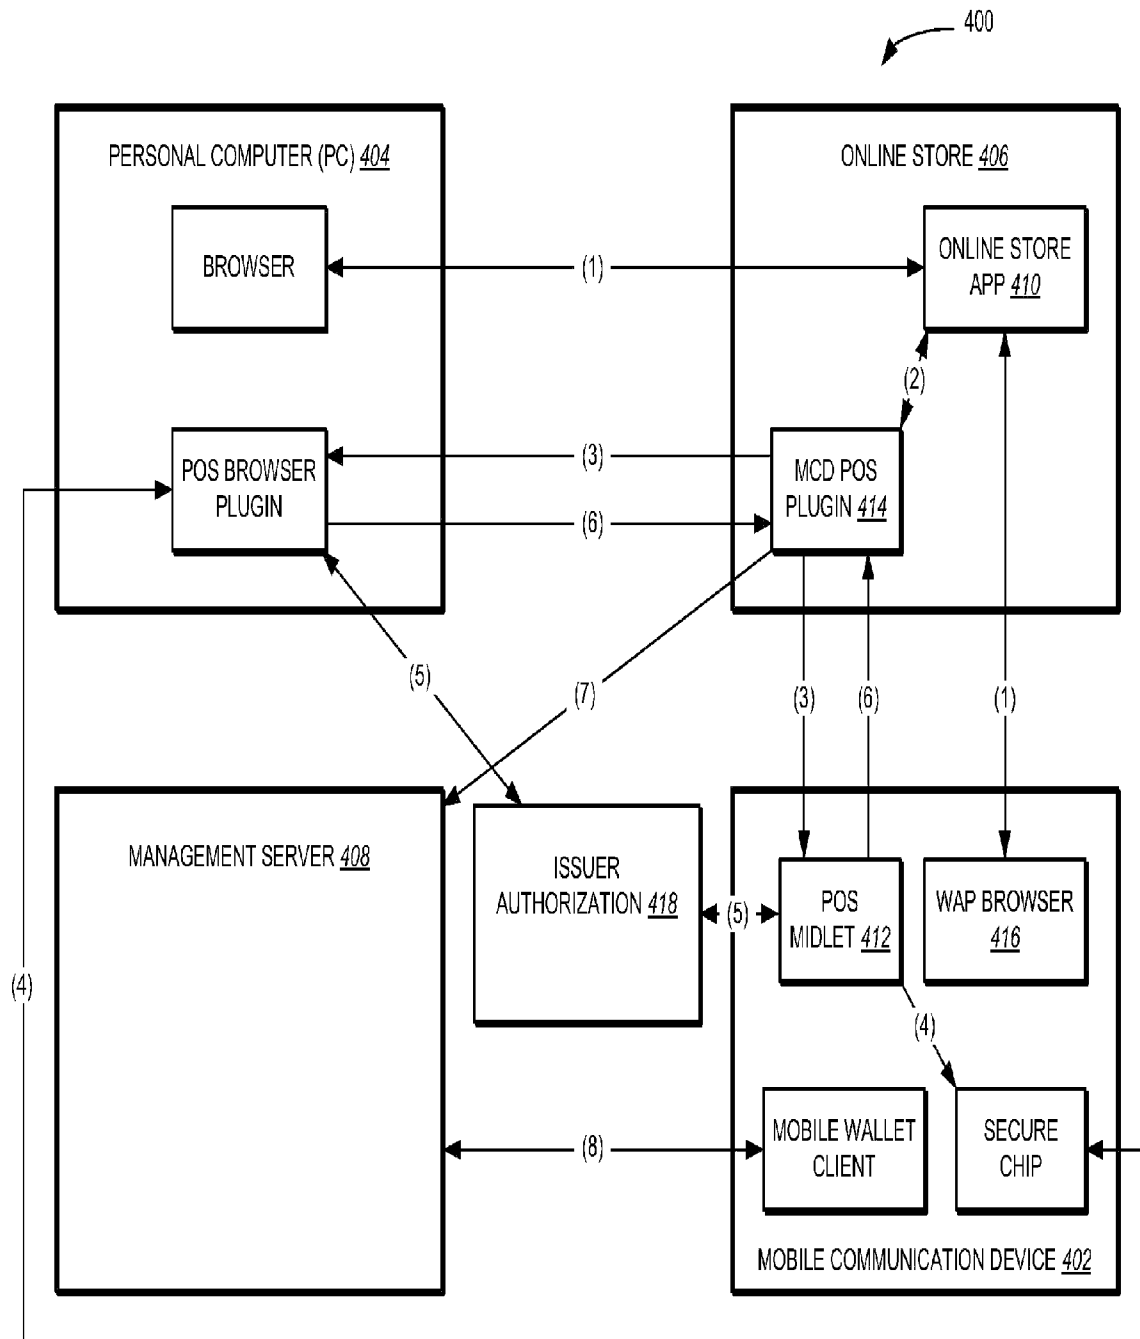 400
PERSONAL COMPUTER (PC) 404
ONLINE STORE 406
BROWSER
(1)
ONLINE STORE
APP 410
(2)
POS BROWSER
PLUGIN
(3)
(6)
MCD POS
PLUGIN 414
(5)
(7)
(3)
(6)
(1)
MANAGEMENT SERVER 408
ISSUER
AUTHORIZATION 418
(5)
POS
MIDLET 412
WAP BROWSER
416
(4)
(4)
(8)
MOBILE WALLET
CLIENT
SECURE
CHIP
MOBILE COMMUNICATION DEVICE 402